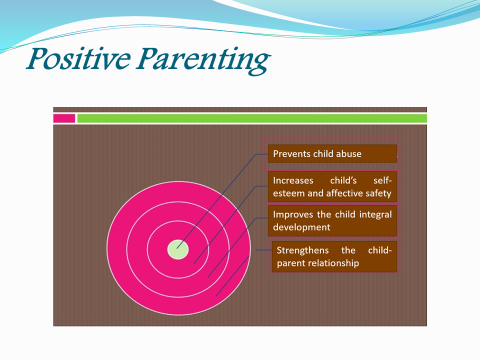 Positive Parenting
Prevents child abuse
Increases child's self-
esteem and affective safety
Improves the child integral
development
Strengthens the child-
parent relationship